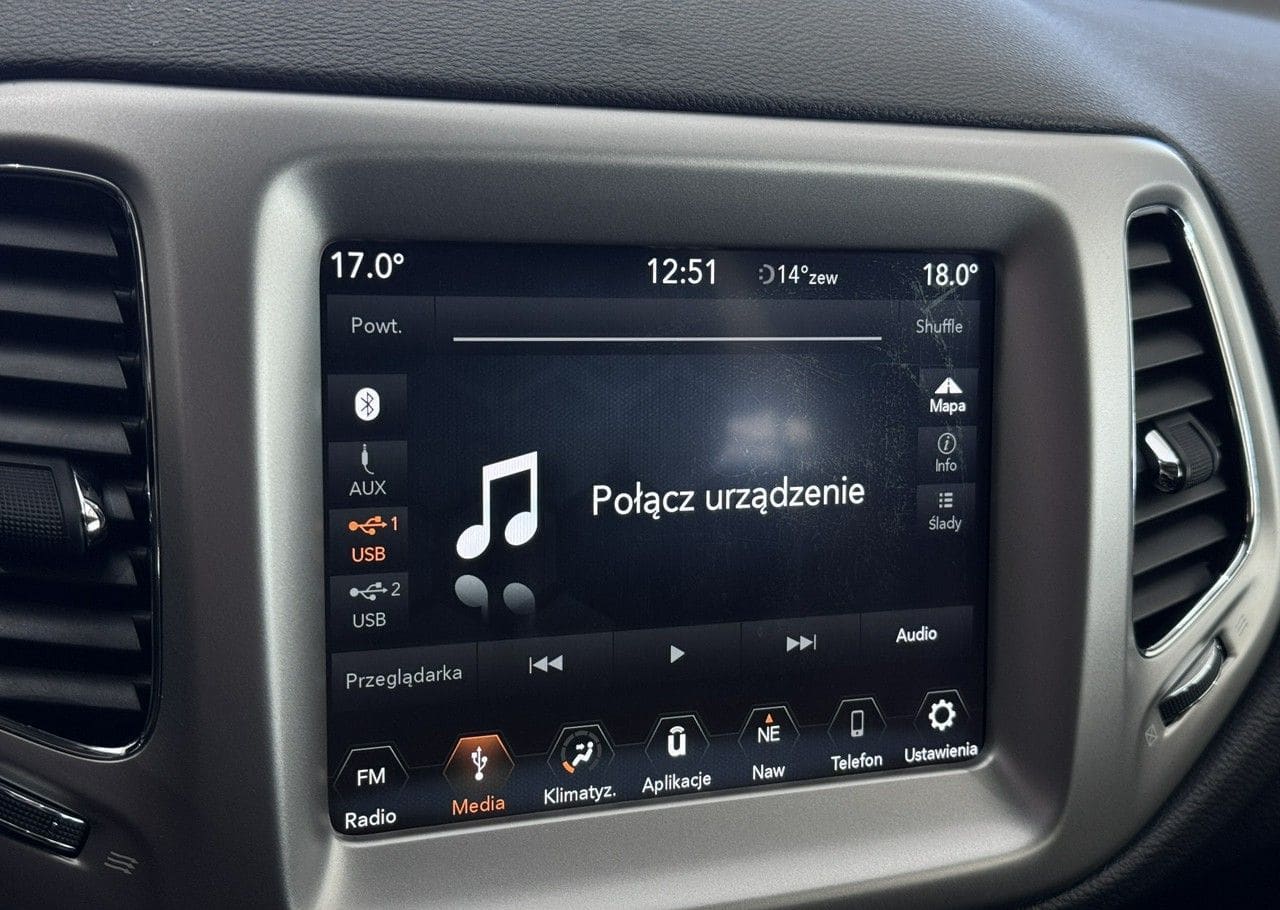 17.0°
12:51
14°zew
18.0°
Powt.
Shuffle
Mapa
AUX
Info
1
USB
Połącz urządzenie
Ślady
2
USB
Przeglądarka
Audio
FM
Radio
Media
Klimatyz.
Aplikacje
NE
Naw
Telefon
Ustawienia